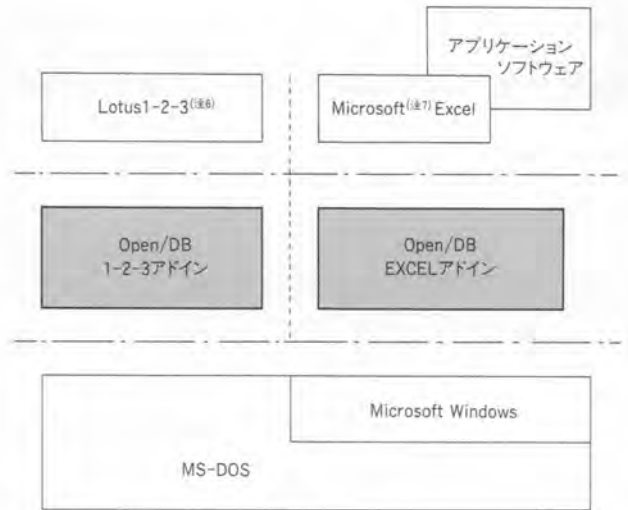 アプリケーション
ソフトウェア
Lotus1-2-3(注6)
Microsoft(注7) Excel
Open/DB
1-2-3アドイン
Open/DB
EXCELアドイン
Microsoft Windows
MS-DOS